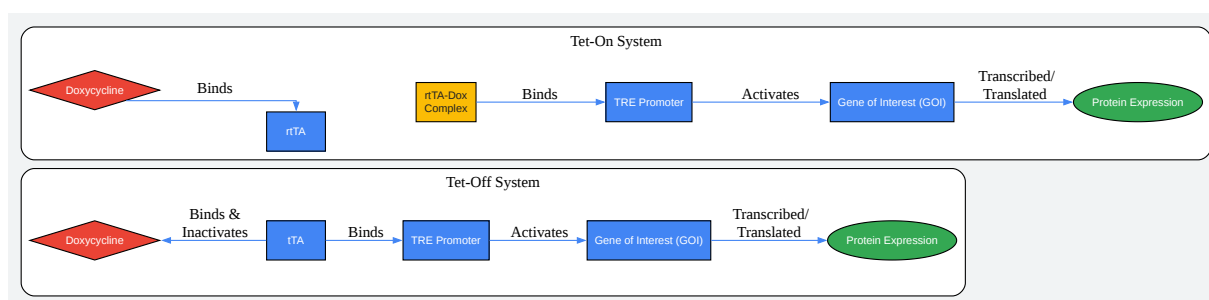 Tet-On System
Doxycycline
Binds
rtTA
rtTA-Dox
Complex
Binds
TRE Promoter
Activates
Gene of Interest (GOI)
Transcribed/
Translated
Protein Expression
Tet-Off System
Doxycycline
Binds &
Inactivates
tTA
Binds
TRE Promoter
Activates
Gene of Interest (GOI)
Transcribed/
Translated
Protein Expression